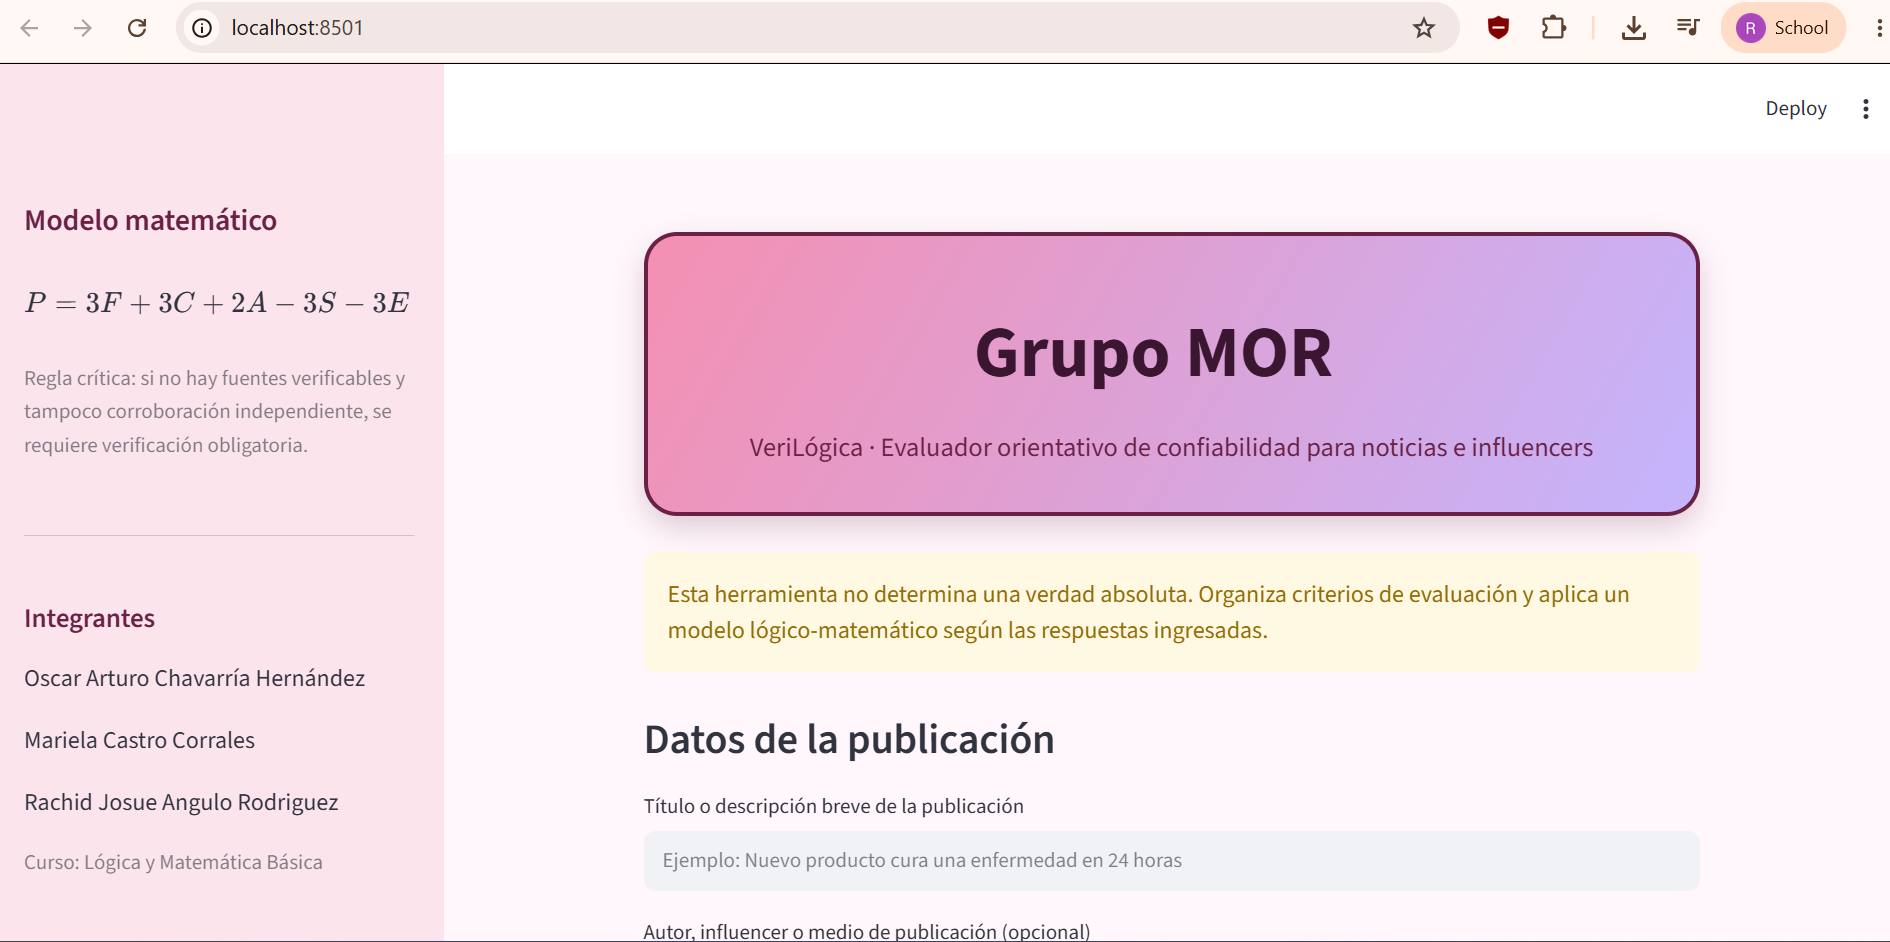 localhost:8501
R
School
Deploy
Modelo matemático
P = 3F + 3C + 2A − 3S − 3E
Regla crítica: si no hay fuentes verificables y
tampoco corroboración independiente, se
requiere verificación obligatoria.
Integrantes
Oscar Arturo Chavarría Hernández
Mariela Castro Corrales
Rachid Josue Angulo Rodriguez
Curso: Lógica y Matemática Básica
Grupo MOR
VeriLógica · Evaluador orientativo de confiabilidad para noticias e influencers
Esta herramienta no determina una verdad absoluta. Organiza criterios de evaluación y aplica un
modelo lógico-matemático según las respuestas ingresadas.
Datos de la publicación
Título o descripción breve de la publicación
Ejemplo: Nuevo producto cura una enfermedad en 24 horas
Autor, influencer o medio de publicación (opcional)